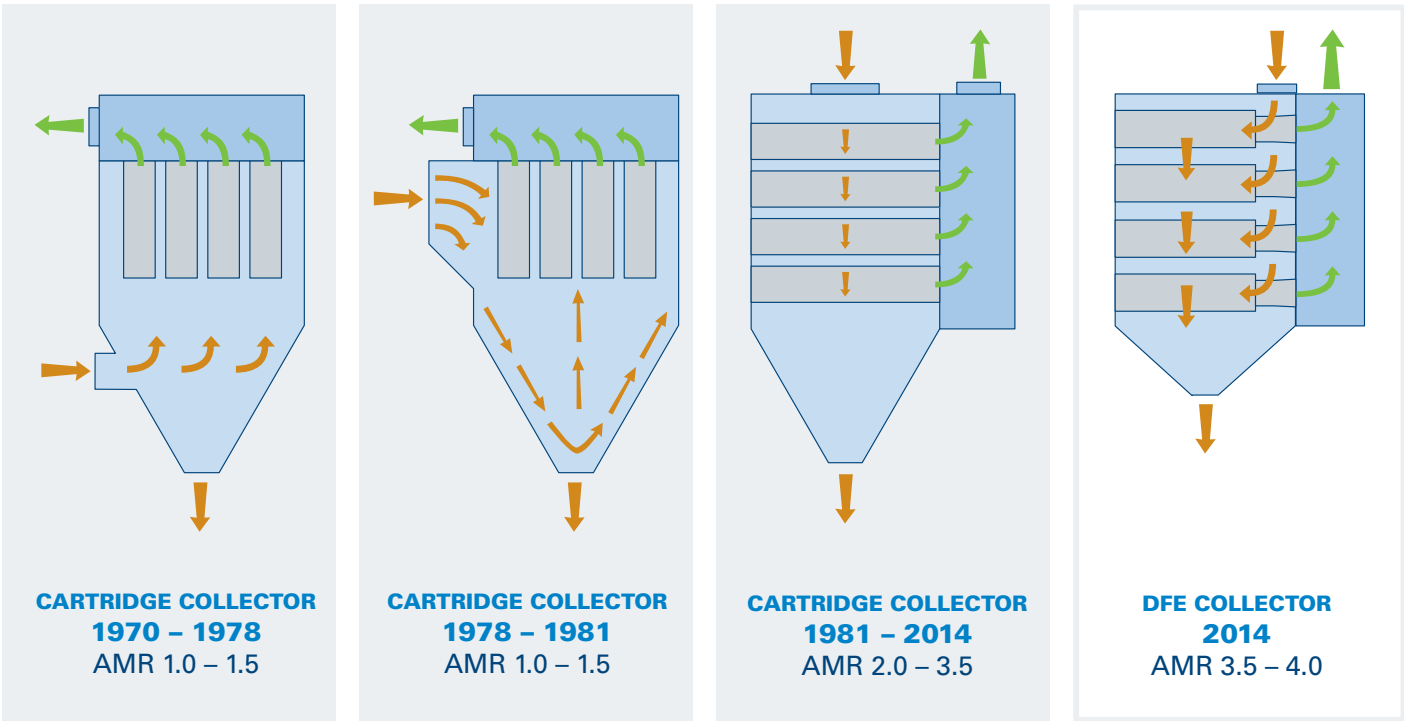 CARTRIDGE COLLECTOR
1970 – 1978
AMR 1.0 – 1.5
CARTRIDGE COLLECTOR
1978 – 1981
AMR 1.0 – 1.5
CARTRIDGE COLLECTOR
1981 – 2014
AMR 2.0 – 3.5
DFE COLLECTOR
2014
AMR 3.5 – 4.0